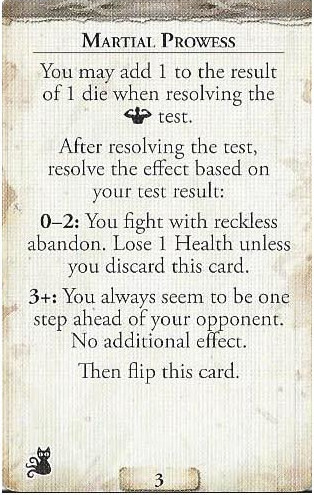 MARTIAL PROWESS
You may add 1 to the result
of 1 die when resolving the
test.
After resolving the test,
resolve the effect based on
your test result:
0–2: You fight with reckless
abandon. Lose 1 Health unless
you discard this card.
3+: You always seem to be one
step ahead of your opponent.
No additional effect.
Then flip this card.
3